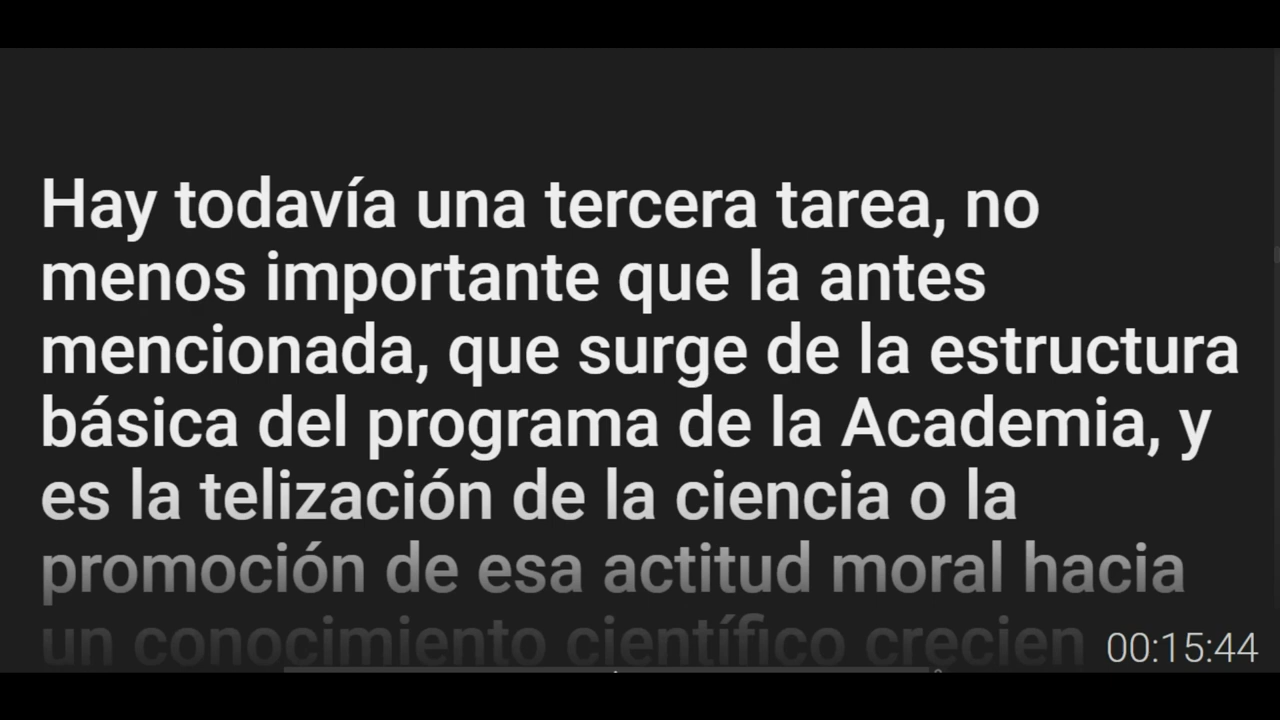 Hay todavía una tercera tarea, no
menos importante que la antes
mencionada, que surge de la estructura
básica del programa de la Academia, y
es la telización de la ciencia o la
promoción de esa actitud moral hacia
un conocimiento científico crecien
00:15:44